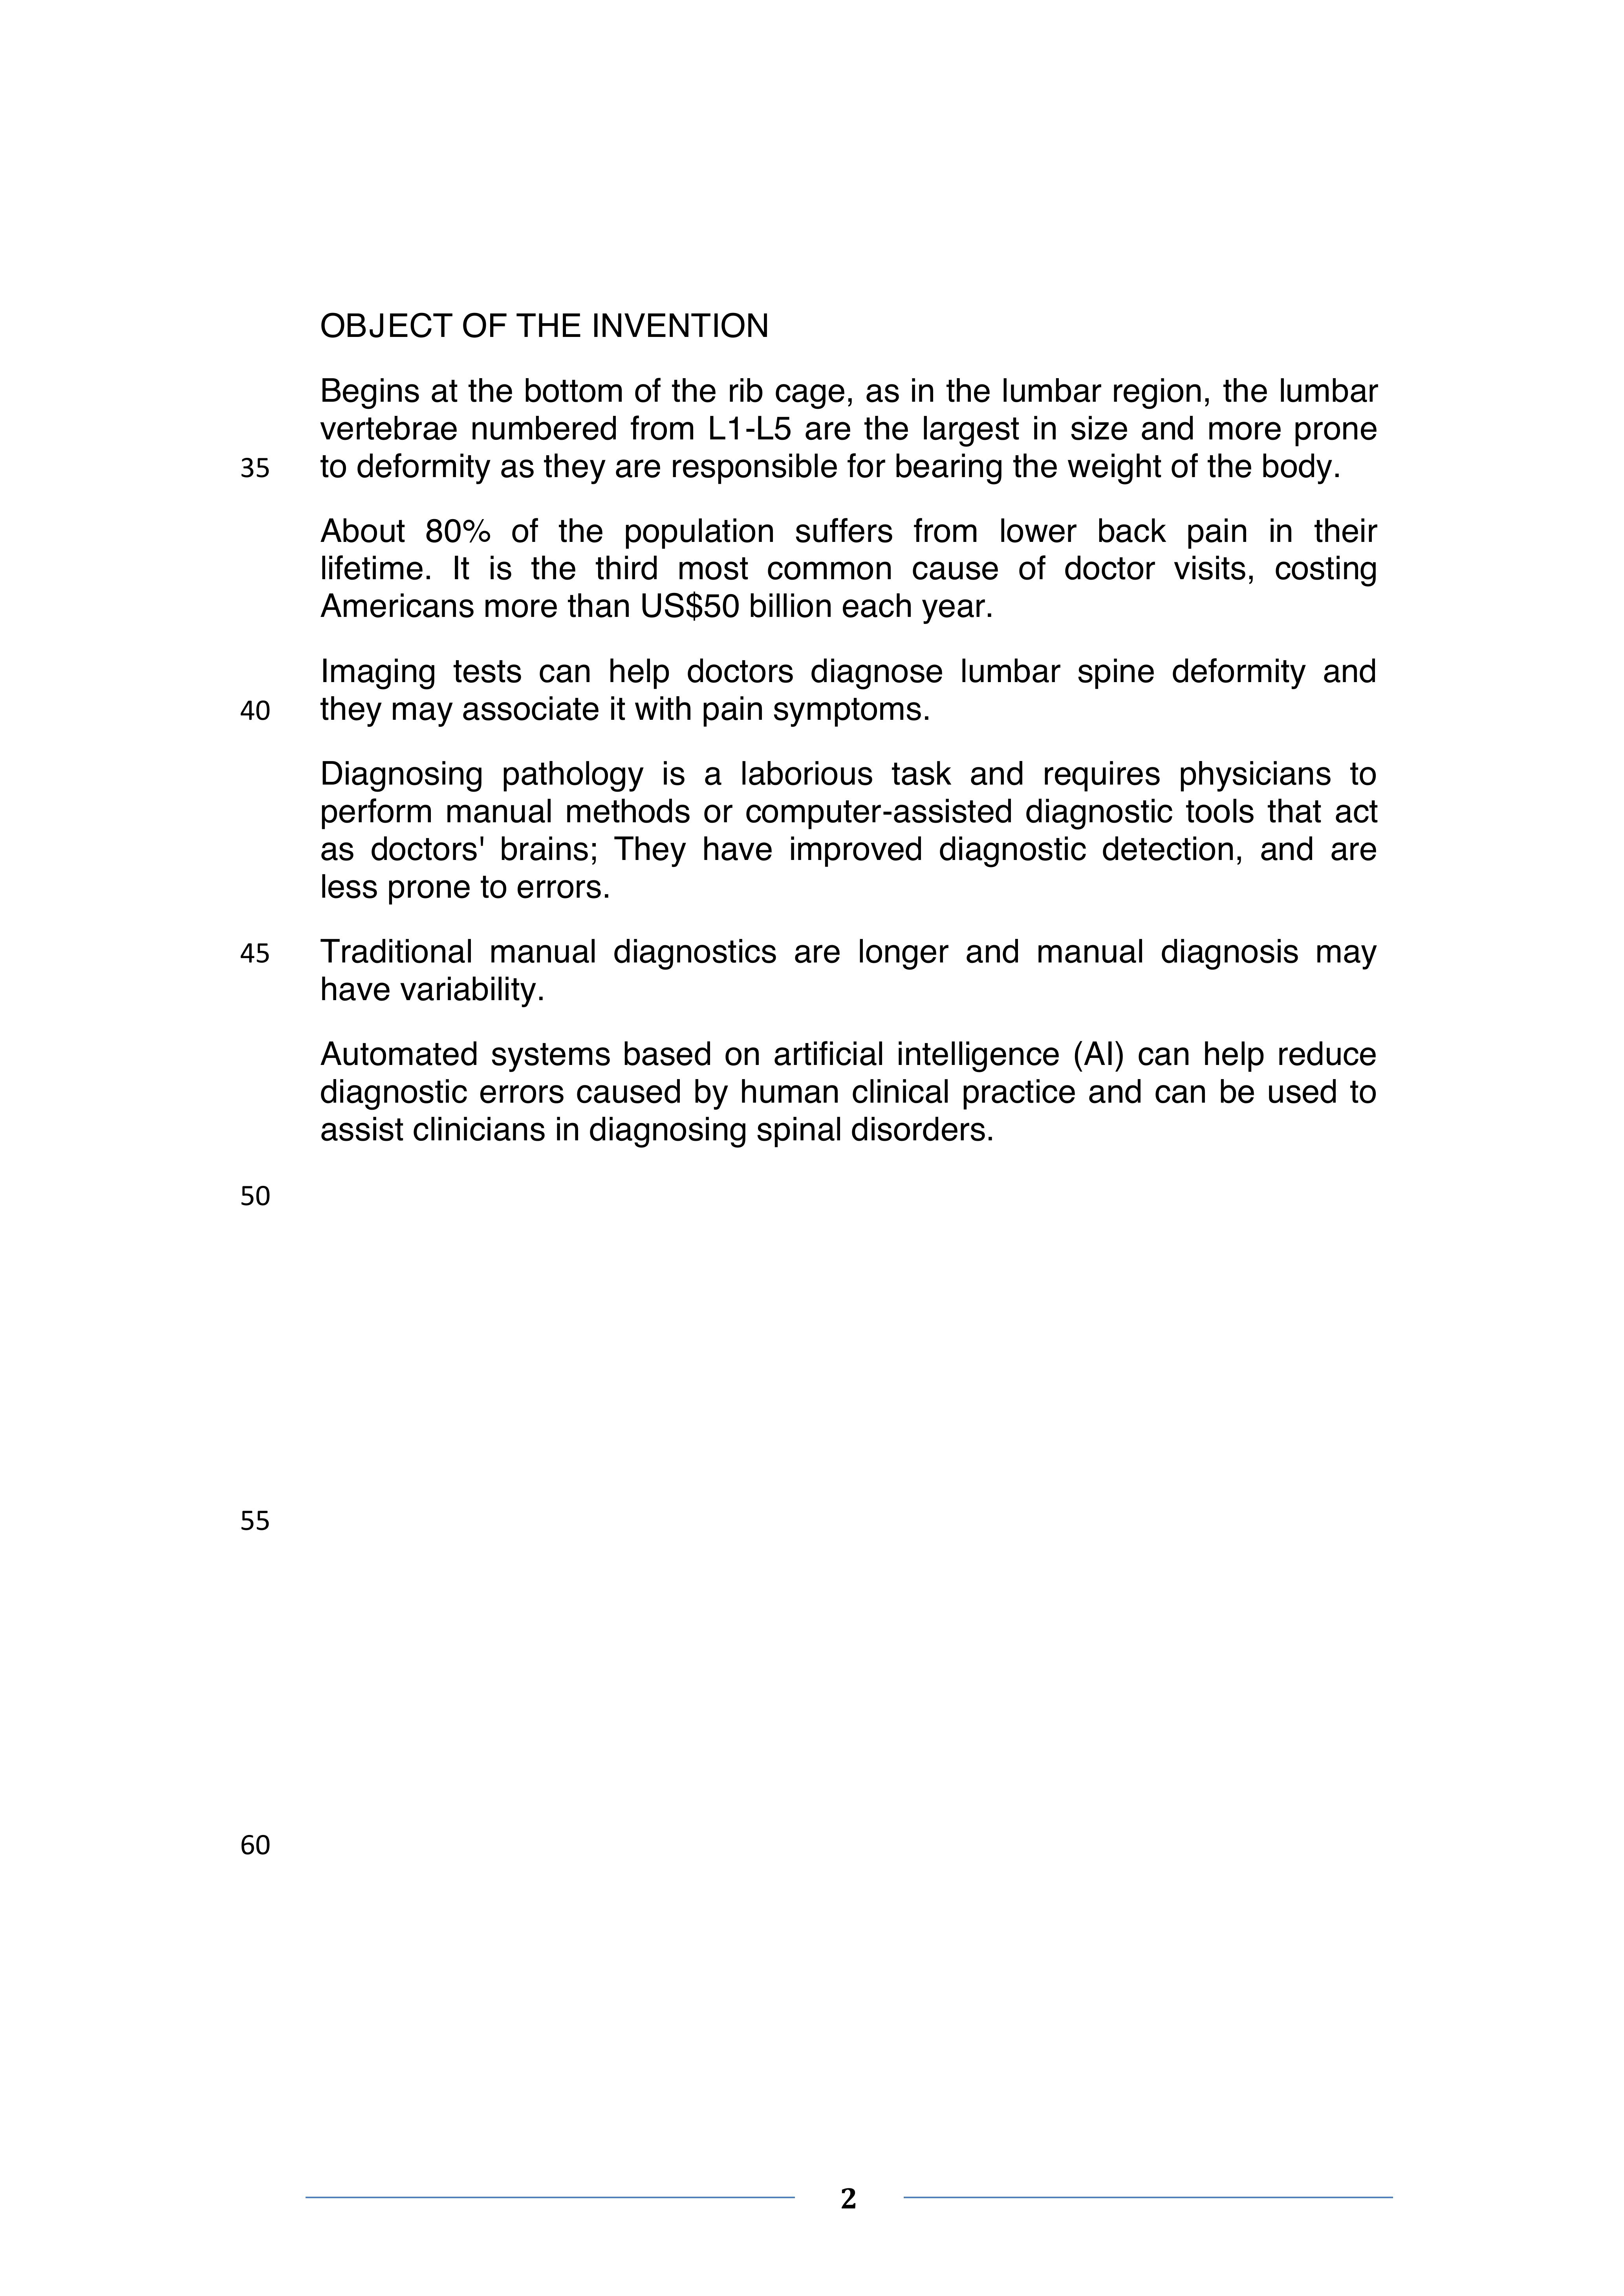 OBJECT OF THE INVENTION
Begins at the bottom of the rib cage, as in the lumbar region, the lumbar
vertebrae numbered from L1-L5 are the largest in size and more prone
35 to deformity as they are responsible for bearing the weight of the body.
About 80% of the population suffers from lower back pain in their
lifetime. It is the third most common cause of doctor visits, costing
Americans more than US$50 billion each year.
Imaging tests can help doctors diagnose lumbar spine deformity and
40 they may associate it with pain symptoms.
Diagnosing pathology is a laborious task and requires physicians to
perform manual methods or computer-assisted diagnostic tools that act
as doctors' brains; They have improved diagnostic detection, and are
less prone to errors.
45 Traditional manual diagnostics are longer and manual diagnosis may
have variability.
Automated systems based on artificial intelligence (AI) can help reduce
diagnostic errors caused by human clinical practice and can be used to
assist clinicians in diagnosing spinal disorders.
50
55
60
2